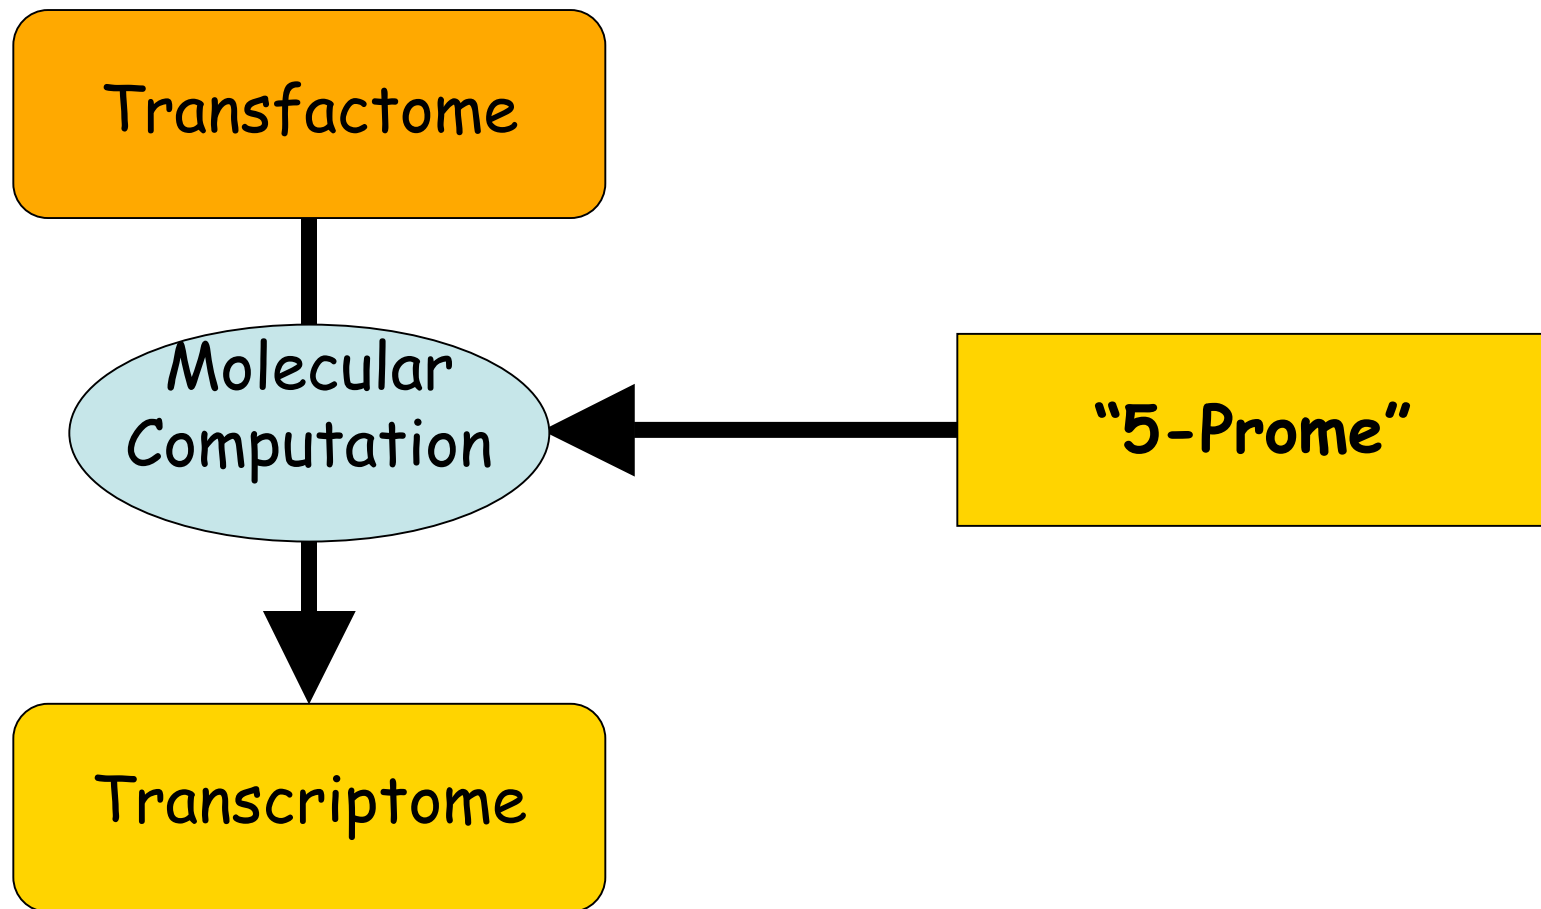 Transfactome
Molecular
Computation
“5-Prome”
Transcriptome